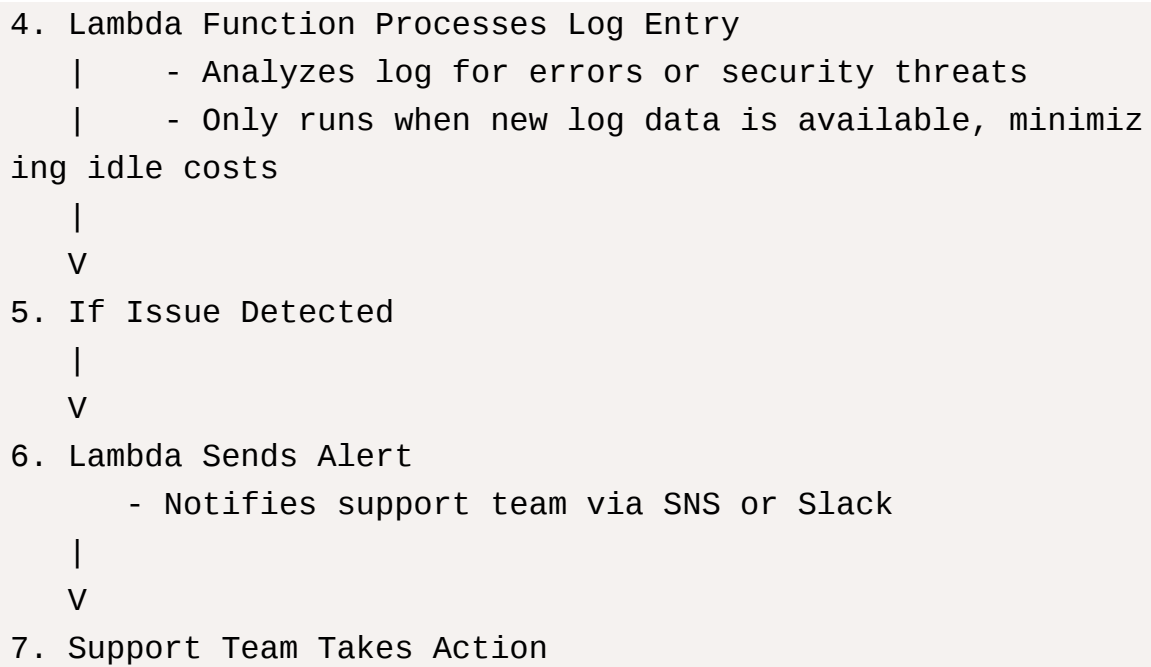 4. Lambda Function Processes Log Entry
   |    - Analyzes log for errors or security threats
   |    - Only runs when new log data is available, minimiz
ing idle costs
   |
   V
5. If Issue Detected
   |
   V
6. Lambda Sends Alert
      - Notifies support team via SNS or Slack
   |
   V
7. Support Team Takes Action